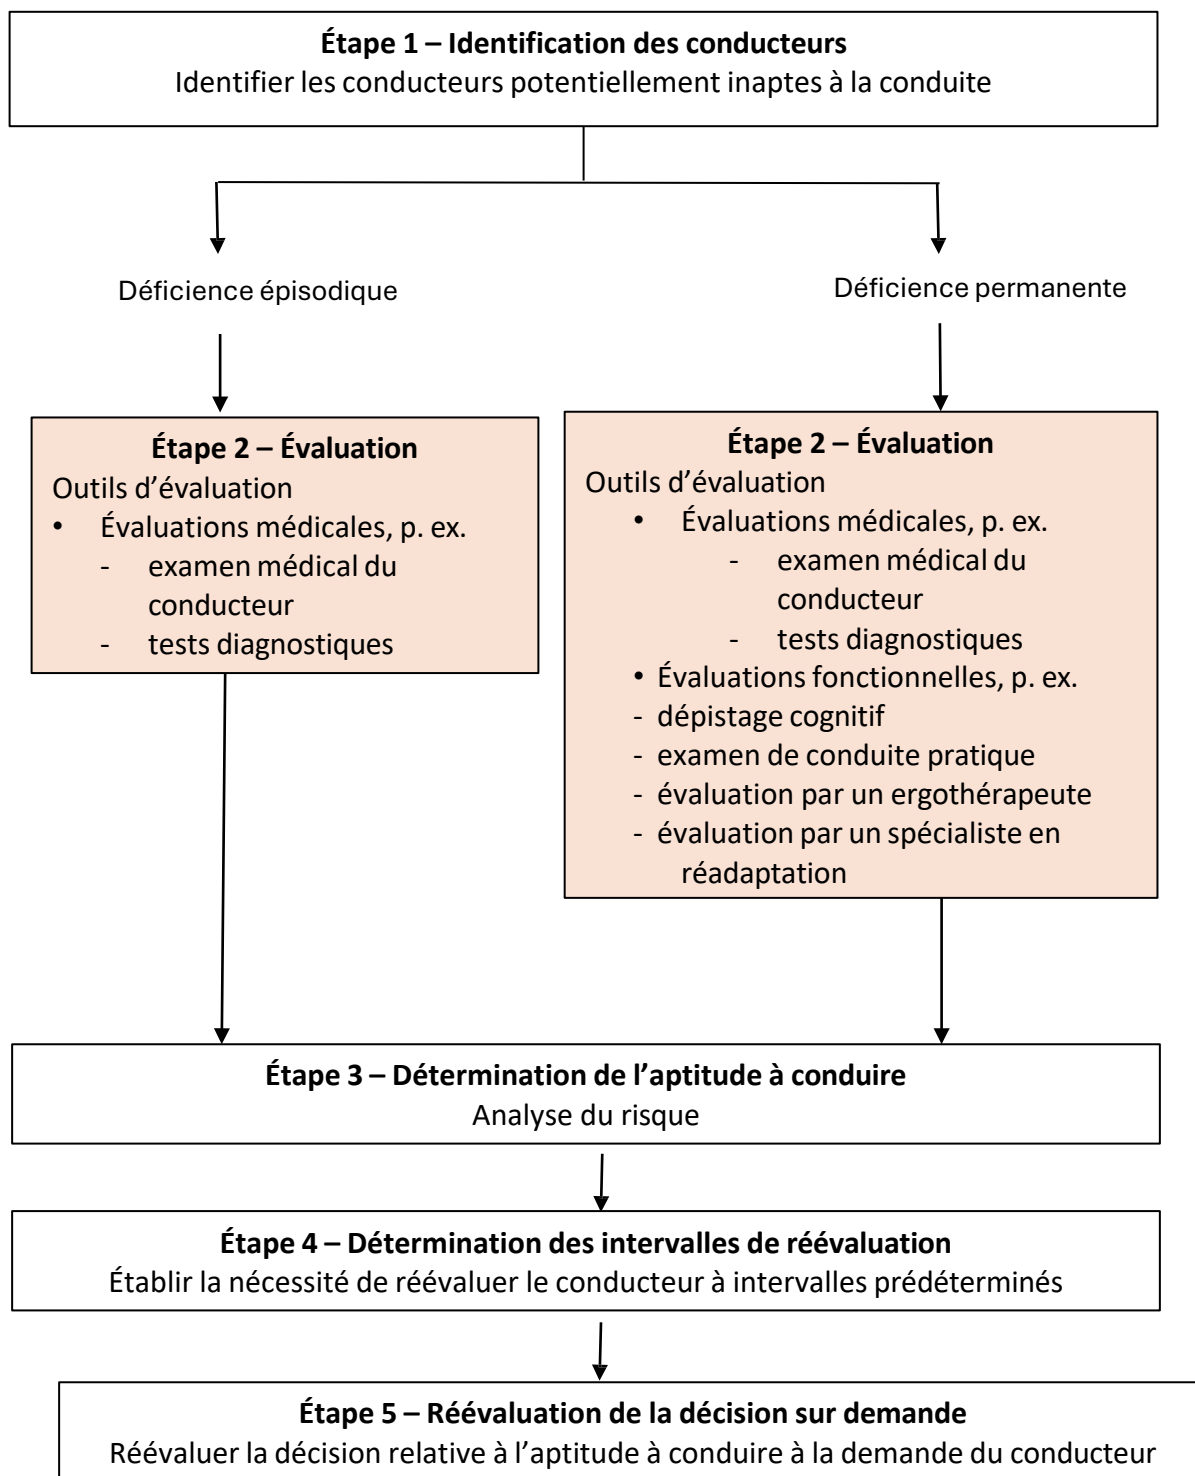 Étape 1 – Identification des conducteurs
Identifier les conducteurs potentiellement inaptes à la conduite
Déficience épisodique
Déficience permanente
Étape 2 – Évaluation
Outils d’évaluation
• Évaluations médicales, p. ex.
- examen médical du
conducteur
- tests diagnostiques
Étape 2 – Évaluation
Outils d’évaluation
• Évaluations médicales, p. ex.
- examen médical du
conducteur
- tests diagnostiques
• Évaluations fonctionnelles, p. ex.
- dépistage cognitif
- examen de conduite pratique
- évaluation par un ergothérapeute
- évaluation par un spécialiste en
réadaptation
Étape 3 – Détermination de l’aptitude à conduire
Analyse du risque
Étape 4 – Détermination des intervalles de réévaluation
Établir la nécessité de réévaluer le conducteur à intervalles prédéterminés
Étape 5 – Réévaluation de la décision sur demande
Réévaluer la décision relative à l’aptitude à conduire à la demande du conducteur